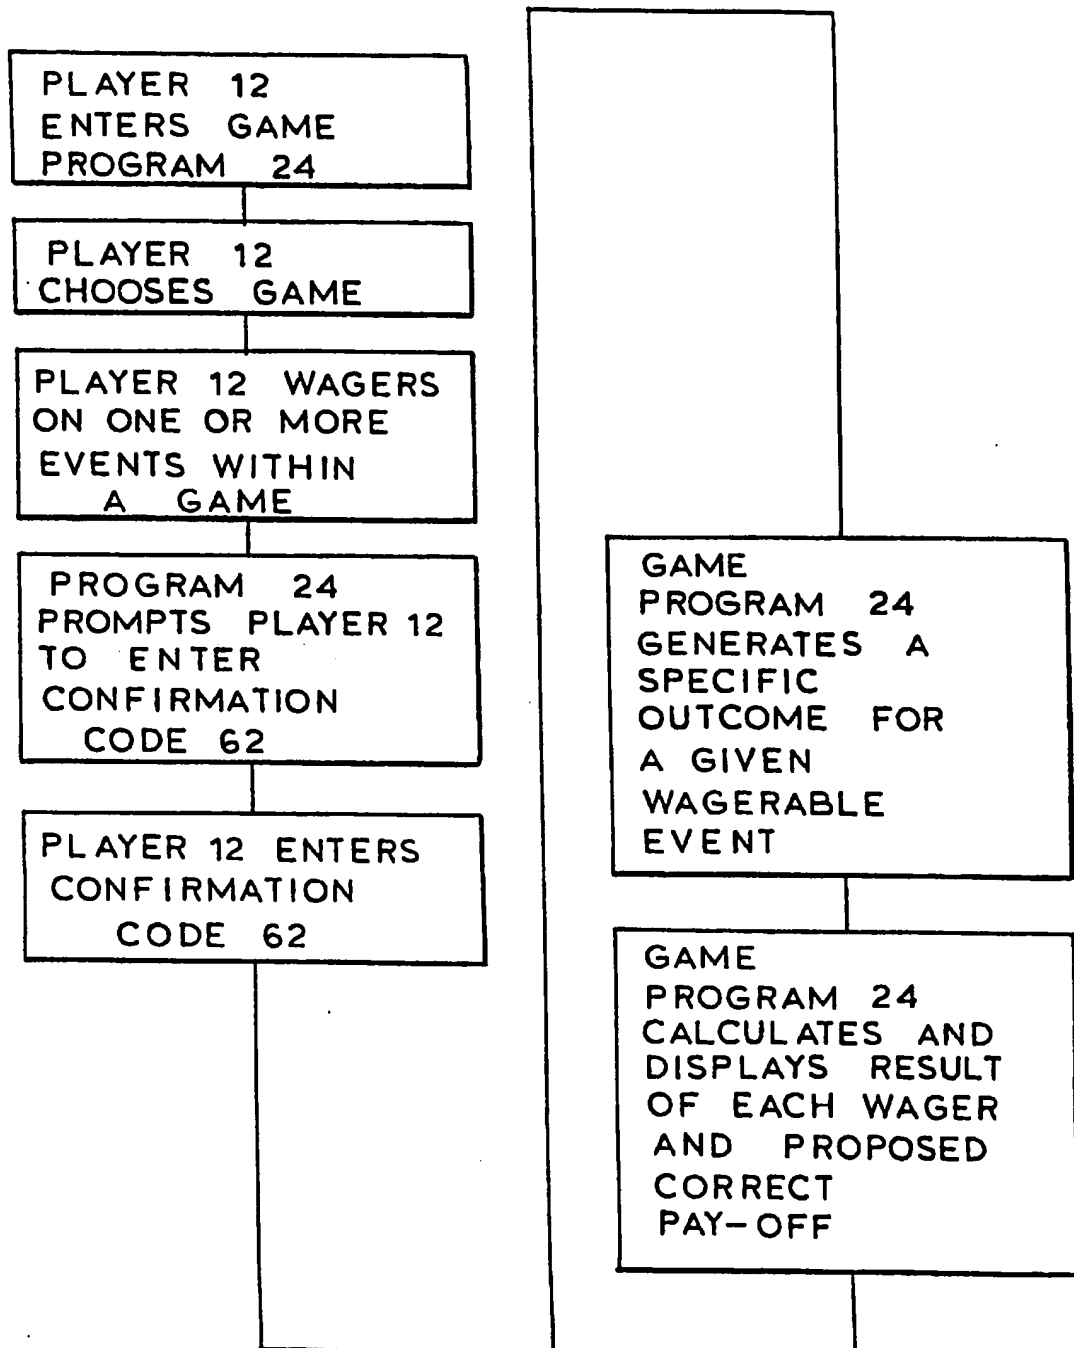 PLAYER 12
ENTERS GAME
PROGRAM 24
PLAYER 12
CHOOSES GAME
PLAYER 12 WAGERS
ON ONE OR MORE
EVENTS WITHIN
A GAME
PROGRAM 24
PROMPTS PLAYER 12
TO ENTER
CONFIRMATION
CODE 62
PLAYER 12 ENTERS
CONFIRMATION
CODE 62
GAME
PROGRAM 24
GENERATES A
SPECIFIC
OUTCOME FOR
A GIVEN
WAGERABLE
EVENT
GAME
PROGRAM 24
CALCULATES AND
DISPLAYS RESULT
OF EACH WAGER
AND PROPOSED
CORRECT
PAY-OFF